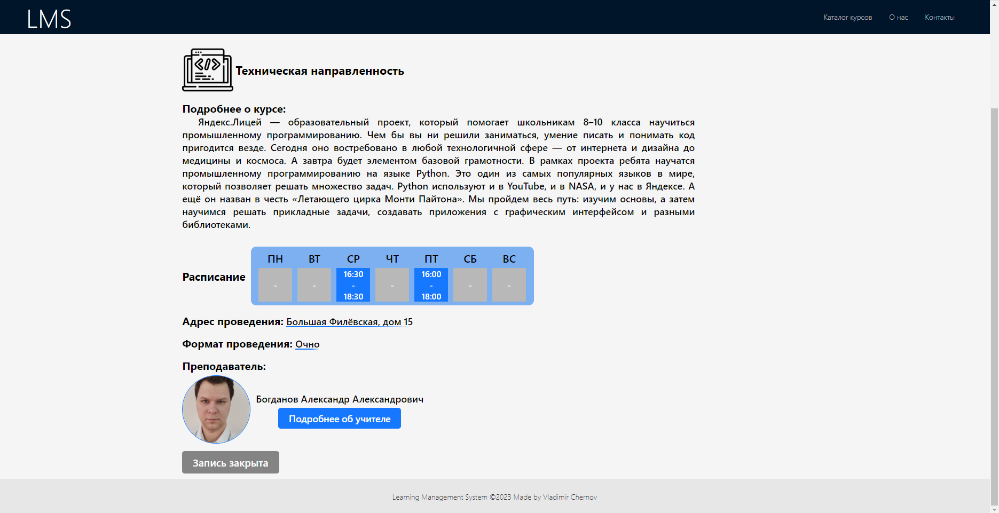 LMS
Каталог курсов
О нас
Контакты
</>
Техническая направленность
Подробнее о курсе:
Яндекс.Лицей — образовательный проект, который помогает школьникам 8–10 класса научиться
промышленному программированию. Чем бы вы ни решили заниматься, умение писать и понимать код
пригодится везде. Сегодня оно востребовано в любой технологичной сфере — от интернета и дизайна до
медицины и космоса. А завтра будет элементом базовой грамотности. В рамках проекта ребята научатся
промышленному программированию на языке Python. Это один из самых популярных языков в мире,
который позволяет решать множество задач. Python используют и в YouTube, и в NASA, и у нас в Яндексе. А
ещё он назван в честь «Летающего цирка Монти Пайтона». Мы пройдем весь путь: изучим основы, а затем
научимся решать прикладные задачи, создавать приложения с графическим интерфейсом и разными
библиотеками.
Расписание
ПН ВТ СР ЧТ ПТ СБ ВС
16:30 16:00
- - - - - - -
18:30 18:00
Адрес проведения: Большая Филёвская, дом 15
Формат проведения: Очно
Преподаватель:
Богданов Александр Александрович
Подробнее об учителе
Запись закрыта
Learning Management System ©2023 Made by Vladimir Chernov